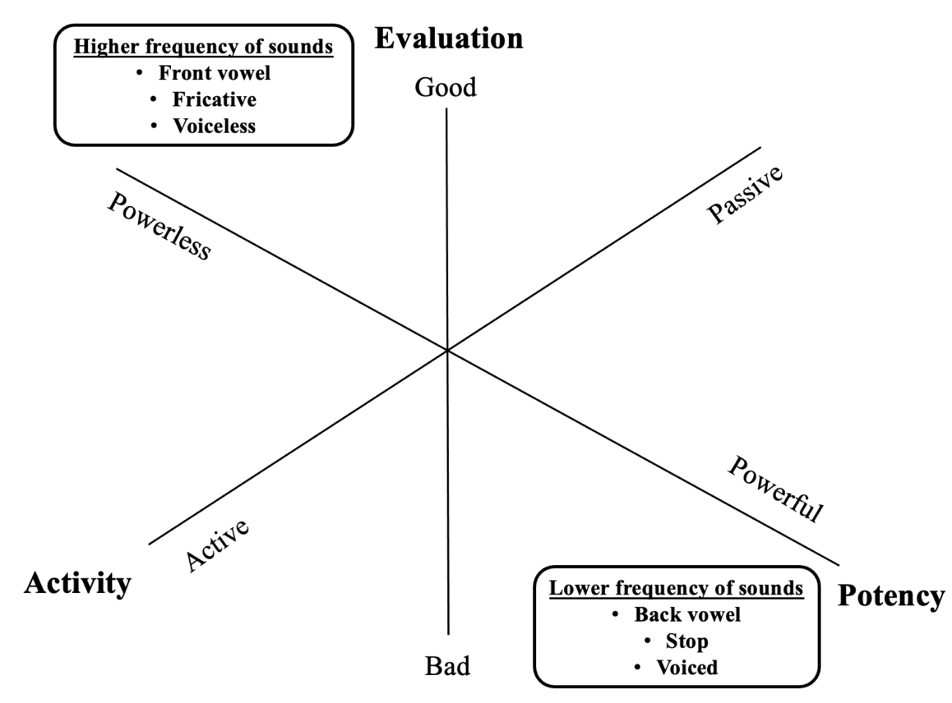 Higher frequency of sounds
• Front vowel
• Fricative
• Voiceless
Evaluation
Good
Powerless
Passive
Active
Activity
Powerful
Potency
Lower frequency of sounds
• Back vowel
• Stop
• Voiced
Bad